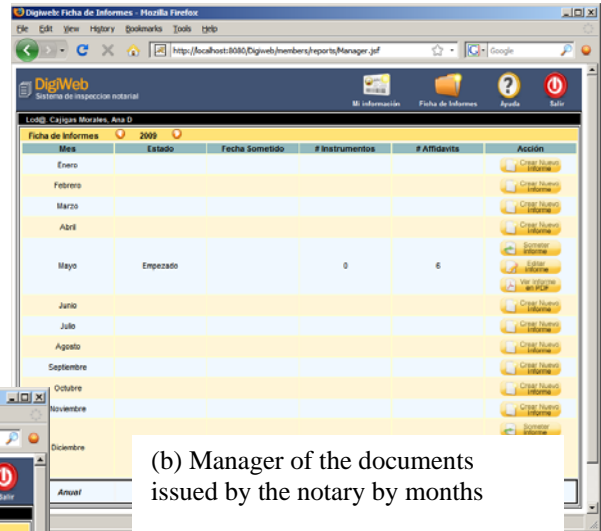 Digiweb: Ficha de Informes - Mozilla Firefox
File Edit View History Bookmarks Tools Help
http://localhost:8080/Digiweb/members/reports/Manager.jsf
Google
DigiWeb
Sistema de inspeccion notarial
Mi información Ficha de Informes Ayuda Salir
Lcd@. Cajigas Morales, Ana D
Ficha de Informes 2009
Mes Estado Fecha Sometido # Instrumentos # Affidavits Acción
Enero Crear Nuevo Informe
Febrero Crear Nuevo Informe
Marzo Crear Nuevo Informe
Abril Crear Nuevo Informe
Someter Informe
Mayo Empezado 0 6 Editar Informe
Ver Informe en PDF
Junio Crear Nuevo Informe
Julio Crear Nuevo Informe
Agosto Crear Nuevo Informe
Septiembre Crear Nuevo Informe
Octubre Crear Nuevo Informe
Noviembre Crear Nuevo Informe
Someter Informe
Diciembre
Anual
Salir
(b) Manager of the documents
issued by the notary by months